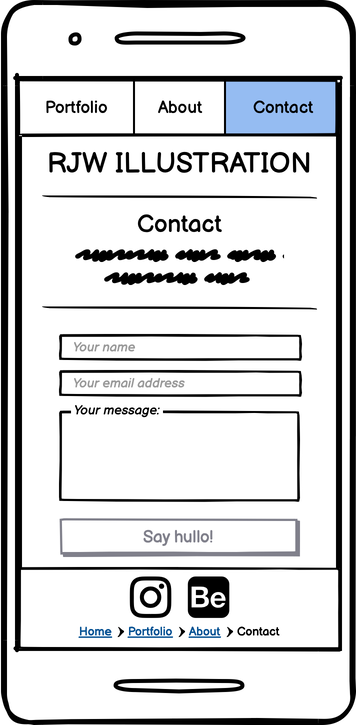 Portfolio About Contact
RJW ILLUSTRATION
Contact
Your name
Your email address
Your message:
Say hullo!
Be
Home > Portfolio > About > Contact